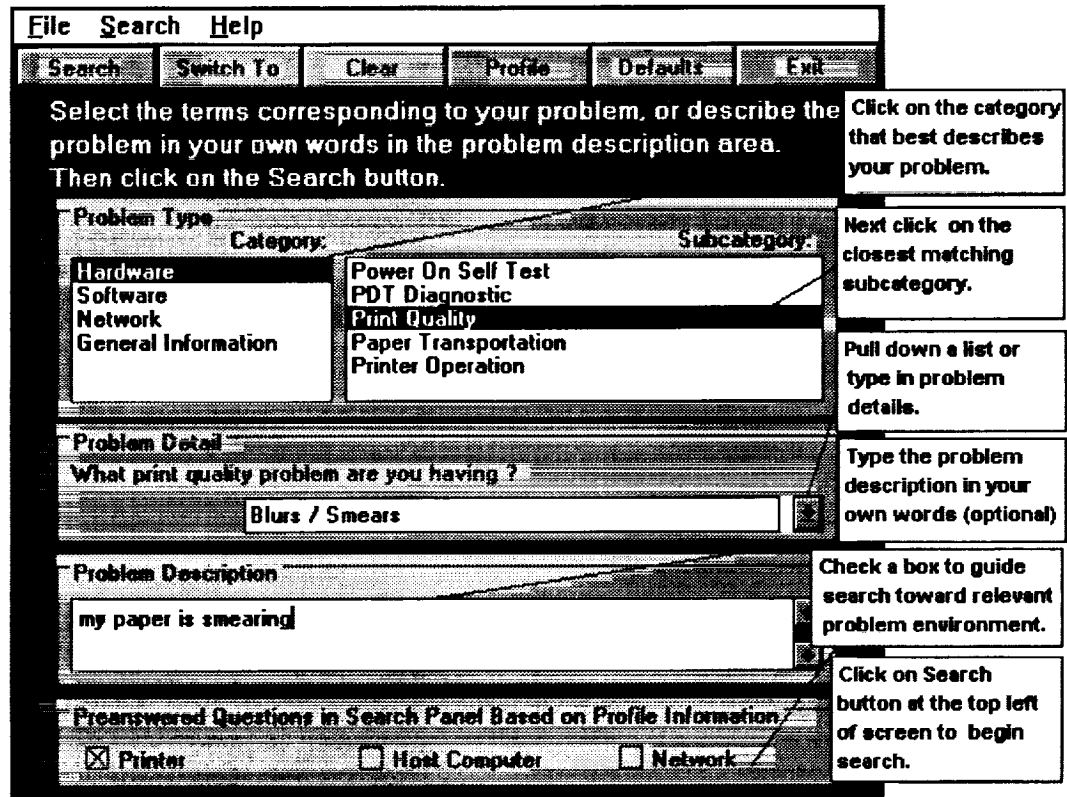 File Search Help
Search Switch To Clear Profile Defaults Exit
Select the terms corresponding to your problem, or describe the
problem in your own words in the problem description area.
Then click on the Search button.
Click on the category
that best describes
your problem.
Problem Type
Category:
Subcategory:
Hardware
Software
Network
General Information
Power On Self Test
PDT Diagnostic
Print Quality
Paper Transportation
Printer Operation
Next click on the
closest matching
subcategory.
Pull down a list or
type in problem
details.
Problem Detail
What print quality problem are you having ?
Blurs / Smears
Type the problem
description in your
own words (optional)
Problem Description
my paper is smearing
Check a box to guide
search toward relevant
problem environment.
Preanswered Questions in Search Panel Based on Profile Information
Printer Host Computer Network
Click on Search
button at the top left
of screen to begin
search.